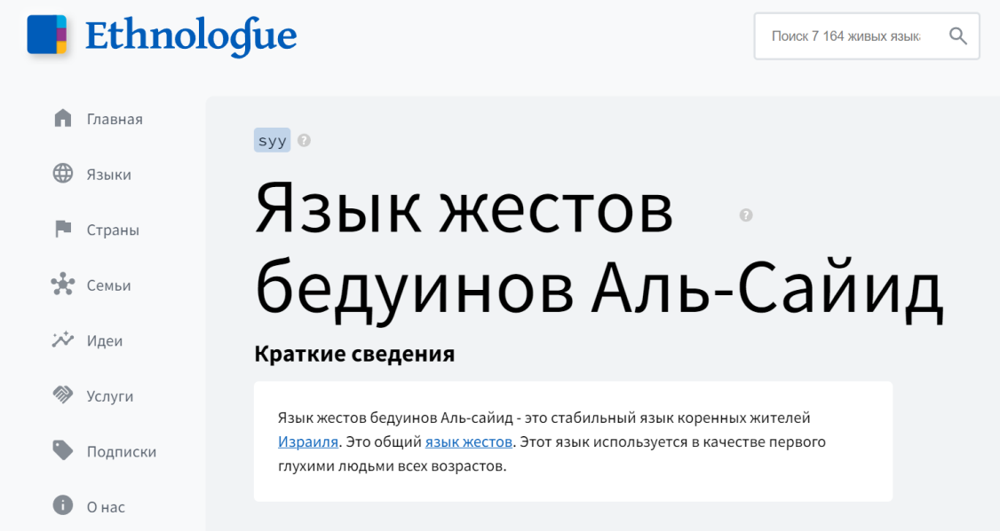 Ethnologue
Поиск 7 164 живых язык
Главная
Языки
Страны
Семьи
Идеи
Услуги
Подписки
О нас
syy
Язык жестов
бедуинов Аль-Сайид
Краткие сведения
Язык жестов бедуинов Аль-сайид - это стабильный язык коренных жителей
Израиля. Это общий язык жестов. Этот язык используется в качестве первого
глухими людьми всех возрастов.